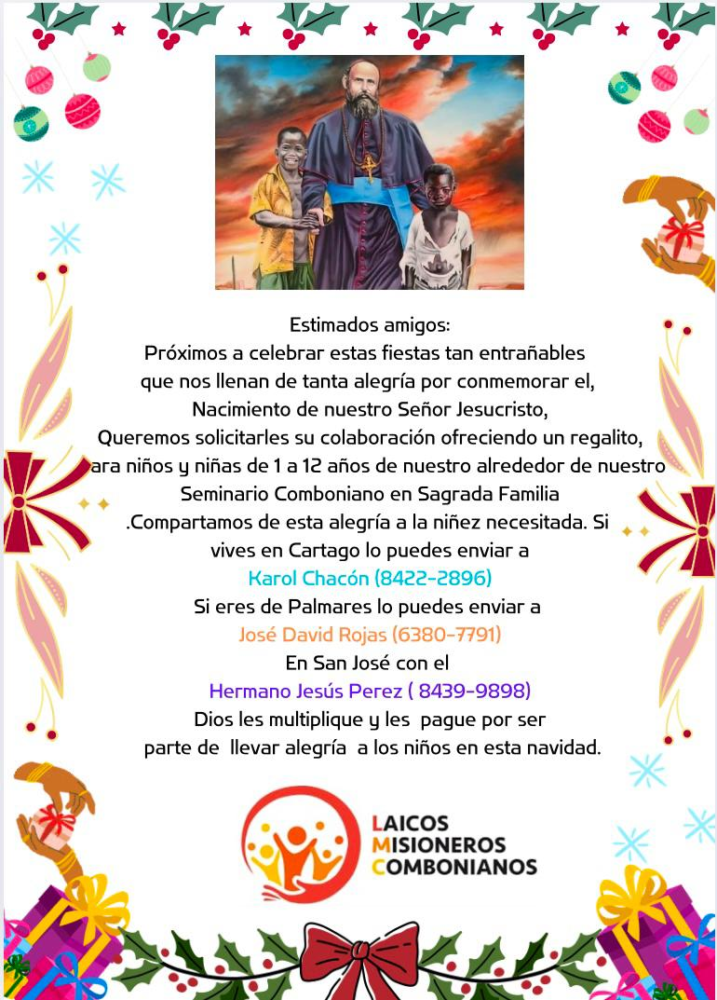 Estimados amigos:
Próximos a celebrar estas fiestas tan entrañables
que nos llenan de tanta alegría por conmemorar el,
Nacimiento de nuestro Señor Jesucristo,
Queremos solicitarles su colaboración ofreciendo un regalito,
ara niños y niñas de 1 a 12 años de nuestro alrededor de nuestro
Seminario Comboniano en Sagrada Familia
.Compartamos de esta alegría a la niñez necesitada. Si
vives en Cartago lo puedes enviar a
Karol Chacón (8422-2896)
Si eres de Palmares lo puedes enviar a
José David Rojas (6380-7791)
En San José con el
Hermano Jesús Perez ( 8439-9898)
Dios les multiplique y les pague por ser
parte de llevar alegría a los niños en esta navidad.
LAICOS
MISIONEROS
COMBONIANOS